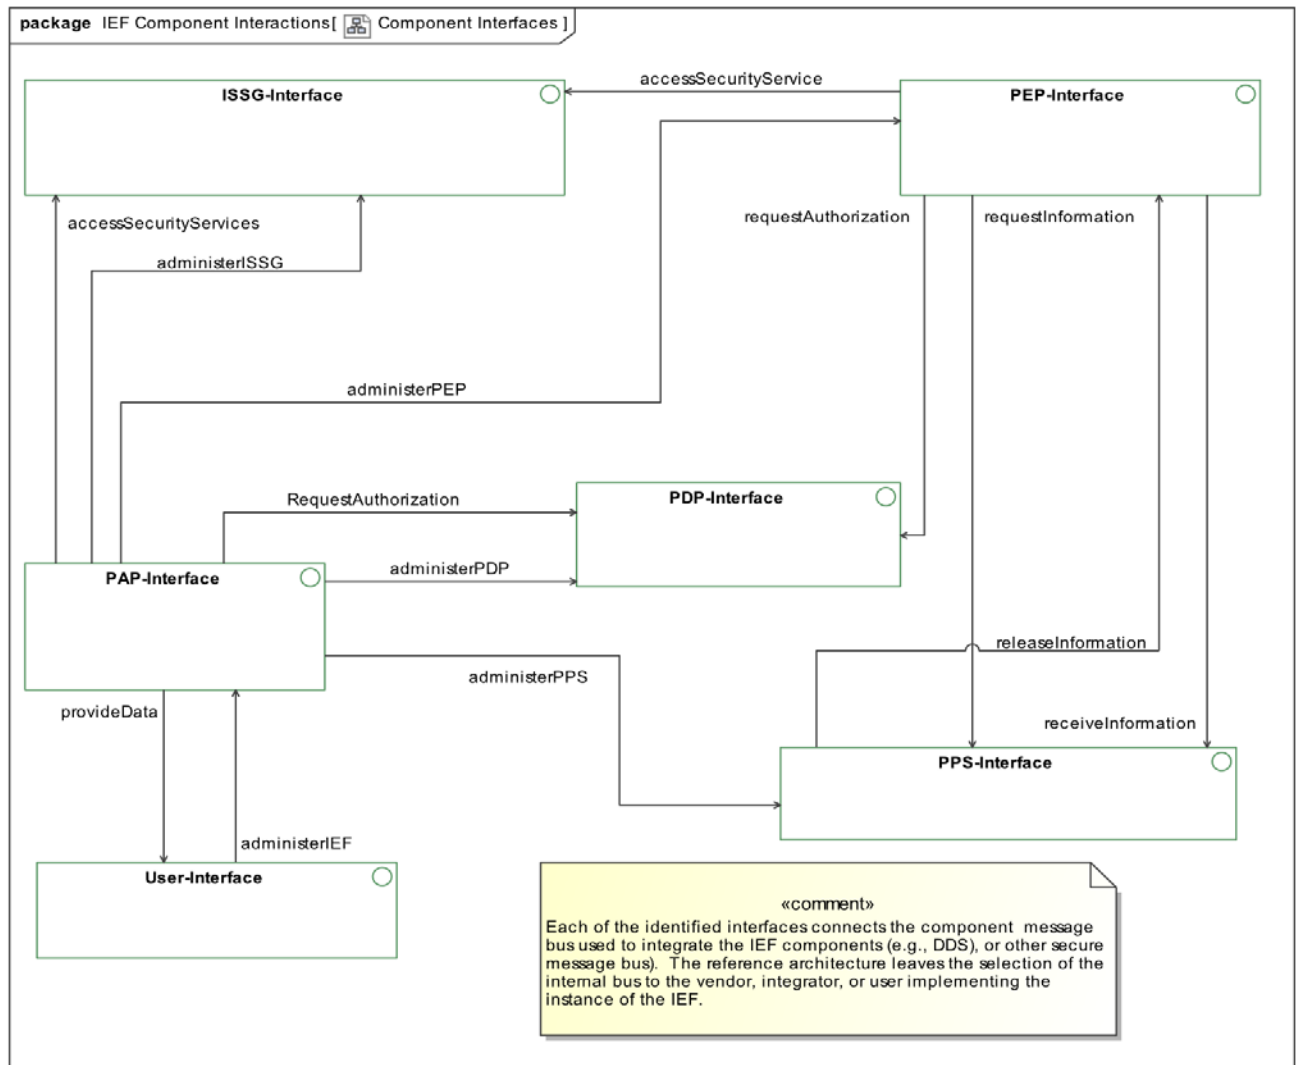 package IEF Component Interactions[ Component Interfaces ]
ISSG-Interface
accessSecurityService
PEP-Interface
accessSecurityServices
requestAuthorization
requestInformation
administerISSG
administerPEP
RequestAuthorization
PDP-Interface
administerPDP
PAP-Interface
releaseInformation
administerPPS
provideData
receiveInformation
PPS-Interface
administerIEF
User-Interface
«comment»
Each of the identified interfaces connects the component message
bus used to integrate the IEF components (e.g., DDS), or other secure
message bus). The reference architecture leaves the selection of the
internal bus to the vendor, integrator, or user implementing the
instance of the IEF.